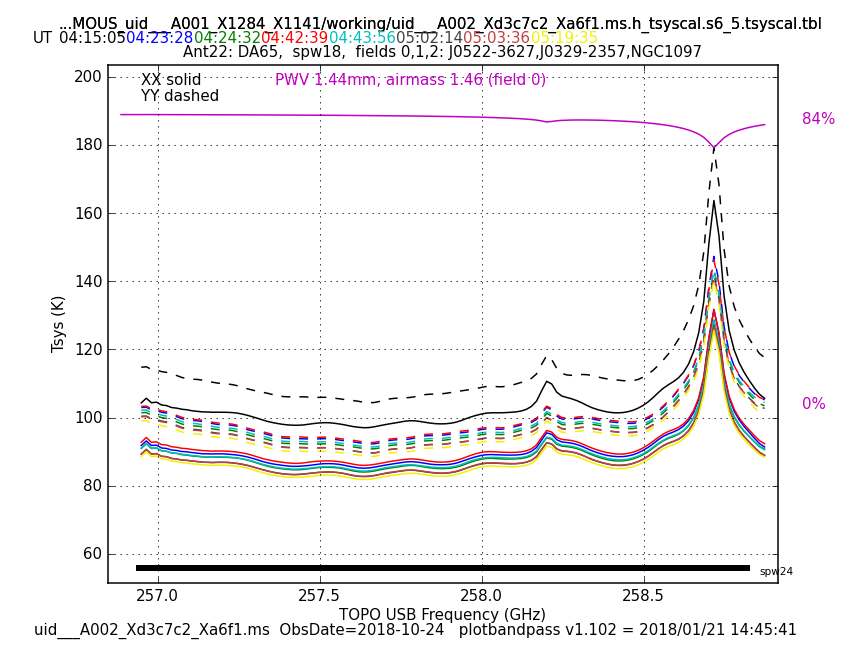 ...MOUS_uid___A001_X1284_X1141/working/uid___A002_Xd3c7c2_Xa6f1.ms.h_tsyscal.s6_5.tsyscal.tbl
UT 04:15:05 04:23:28 04:24:32 04:42:39 04:43:56 05:02:14 05:03:36 05:19:35
Ant22: DA65, spw18, fields 0,1,2: J0522-3627,J0329-2357,NGC1097
XX solid
PWV 1.44mm, airmass 1.46 (field 0)
YY dashed
200
180
160
140
120
100
80
60
Tsys (K)
84%
0%
spw24
257.0 257.5 258.0 258.5
TOPO USB Frequency (GHz)
uid___A002_Xd3c7c2_Xa6f1.ms ObsDate=2018-10-24 plotbandpass v1.102 = 2018/01/21 14:45:41